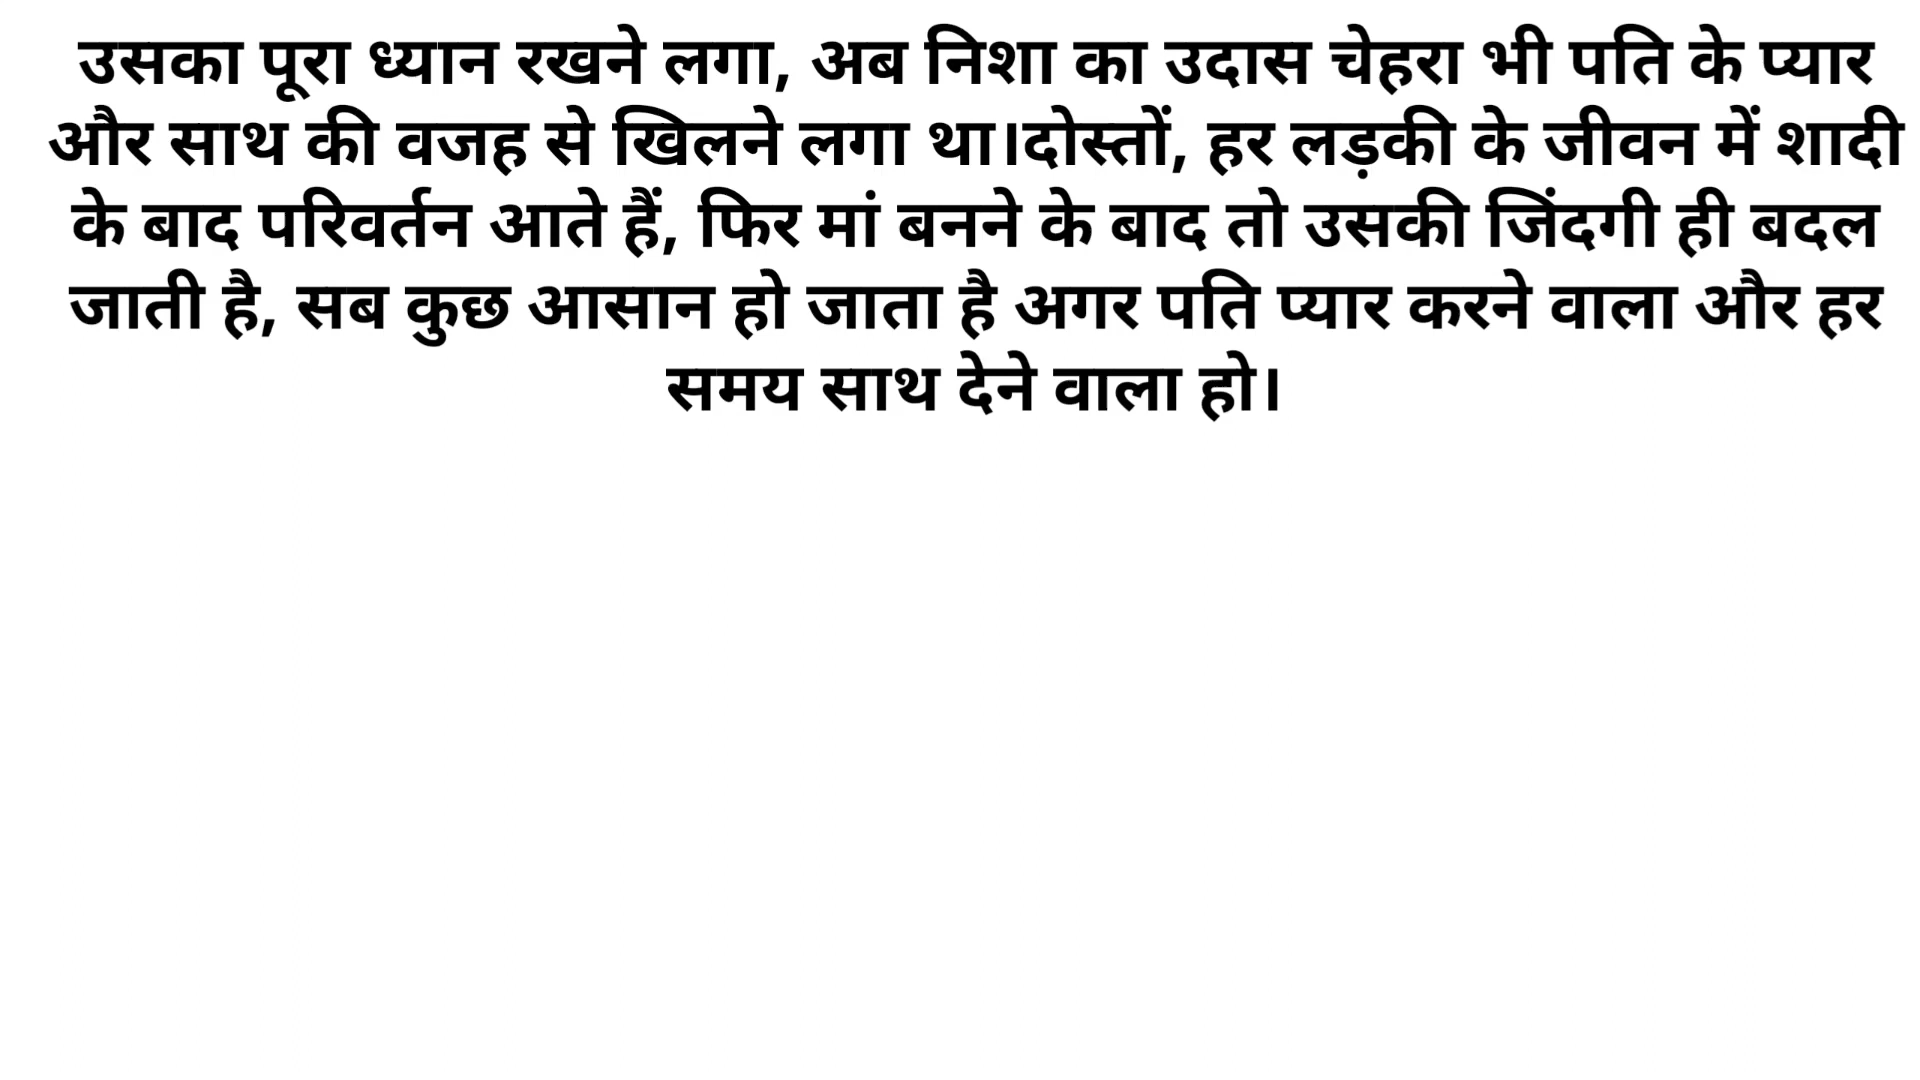 उसका पूरा ध्यान रखने लगा, अब निशा का उदास चेहरा भी पति के प्यार
और साथ की वजह से खिलने लगा था।दोस्तों, हर लड़की के जीवन में शादी
के बाद परिवर्तन आते हैं, फिर मां बनने के बाद तो उसकी जिंदगी ही बदल
जाती है, सब कुछ आसान हो जाता है अगर पति प्यार करने वाला और हर
समय साथ देने वाला हो।